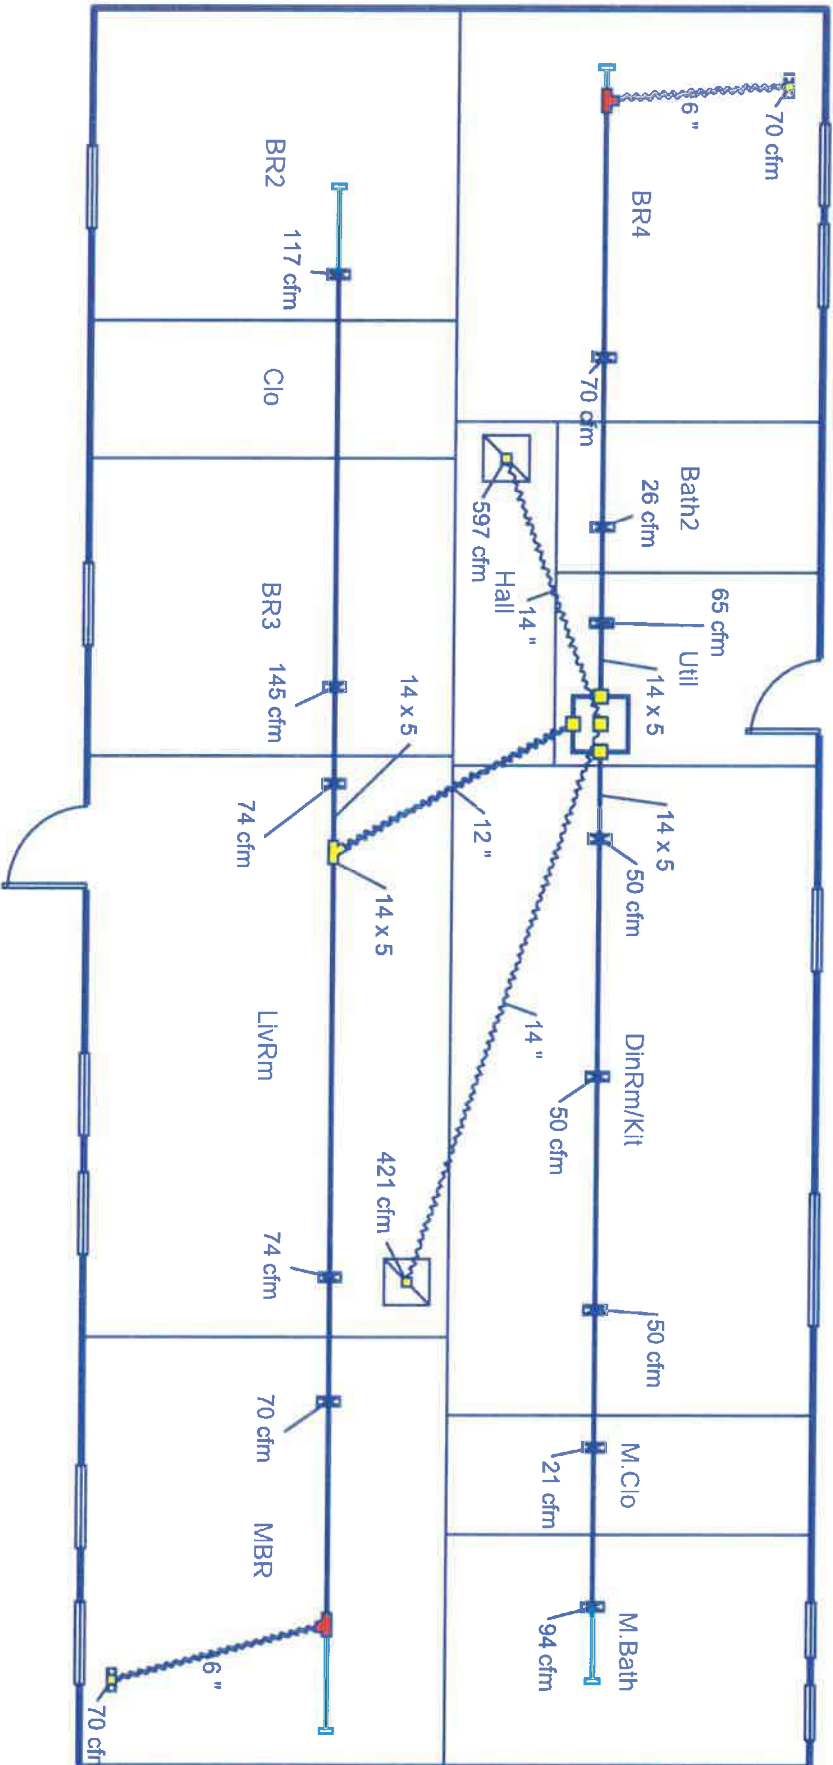 70 cfm
6 "
BR4
70 cfm
Bath2
26 cfm
65 cfm
Util
14 x 5
14 x 5
50 cfm
DinRm/Kit
50 cfm
50 cfm
M.Clo
21 cfm
M.Bath
94 cfm
597 cfm
Hall
14 "
12 "
14 "
421 cfm
BR2
117 cfm
Clo
BR3
145 cfm
14 x 5
74 cfm
14 x 5
LivRm
74 cfm
70 cfm
MBR
6 "
70 cfr